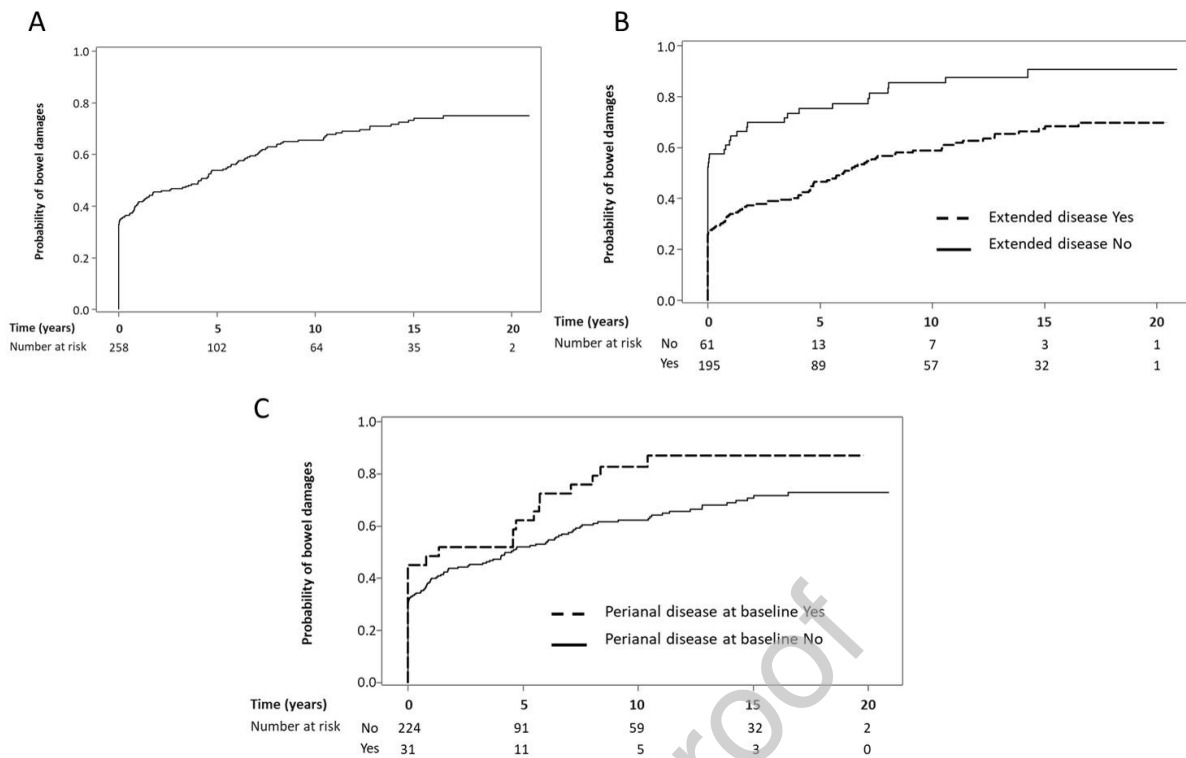 A
Probability of bowel damages
1.0
0.8
0.6
0.4
0.2
0.0
Time (years) 0 5 10 15 20
Number at risk 258 102 64 35 2
B
Probability of bowel damages
1.0
0.8
0.6
0.4
0.2
0.0
Extended disease Yes
Extended disease No
Time (years) 0 5 10 15 20
Number at risk No 61 13 7 3 1
Yes 195 89 57 32 1
C
Probability of bowel damages
1.0
0.8
0.6
0.4
0.2
0.0
Perianal disease at baseline Yes
Perianal disease at baseline No
Time (years) 0 5 10 15 20
Number at risk No 224 91 59 32 2
Yes 31 11 5 3 0
roof